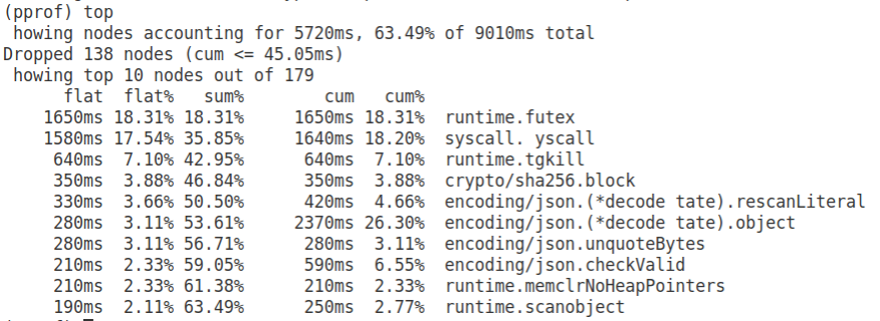 (pprof) top
howing nodes accounting for 5720ms, 63.49% of 9010ms total
Dropped 138 nodes (cum <= 45.05ms)
howing top 10 nodes out of 179
flat flat% sum% cum cum%
1650ms 18.31% 18.31% 1650ms 18.31% runtime.futex
1580ms 17.54% 35.85% 1640ms 18.20% syscall. yscall
640ms 7.10% 42.95% 640ms 7.10% runtime.tgkill
350ms 3.88% 46.84% 350ms 3.88% crypto/sha256.block
330ms 3.66% 50.50% 420ms 4.66% encoding/json.(*decode tate).rescanLiteral
280ms 3.11% 53.61% 2370ms 26.30% encoding/json.(*decode tate).object
280ms 3.11% 56.71% 280ms 3.11% encoding/json.unquoteBytes
210ms 2.33% 59.05% 590ms 6.55% encoding/json.checkValid
210ms 2.33% 61.38% 210ms 2.33% runtime.memclrNoHeapPointers
190ms 2.11% 63.49% 250ms 2.77% runtime.scanobject